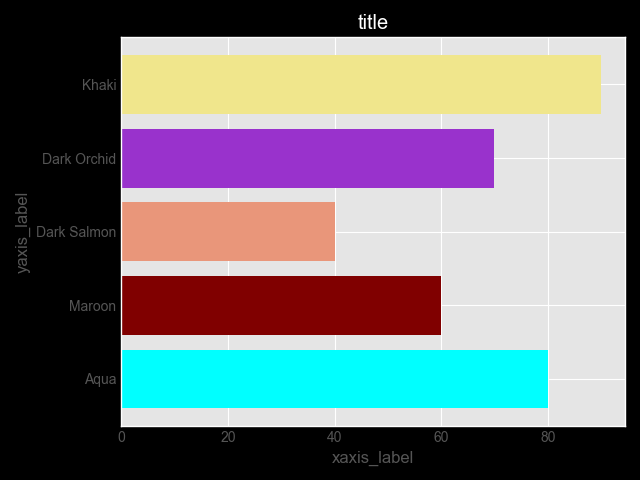 title
Khaki
Dark Orchid
Dark Salmon
Maroon
Aqua
yaxis_label
0 20 40 60 80
xaxis_label